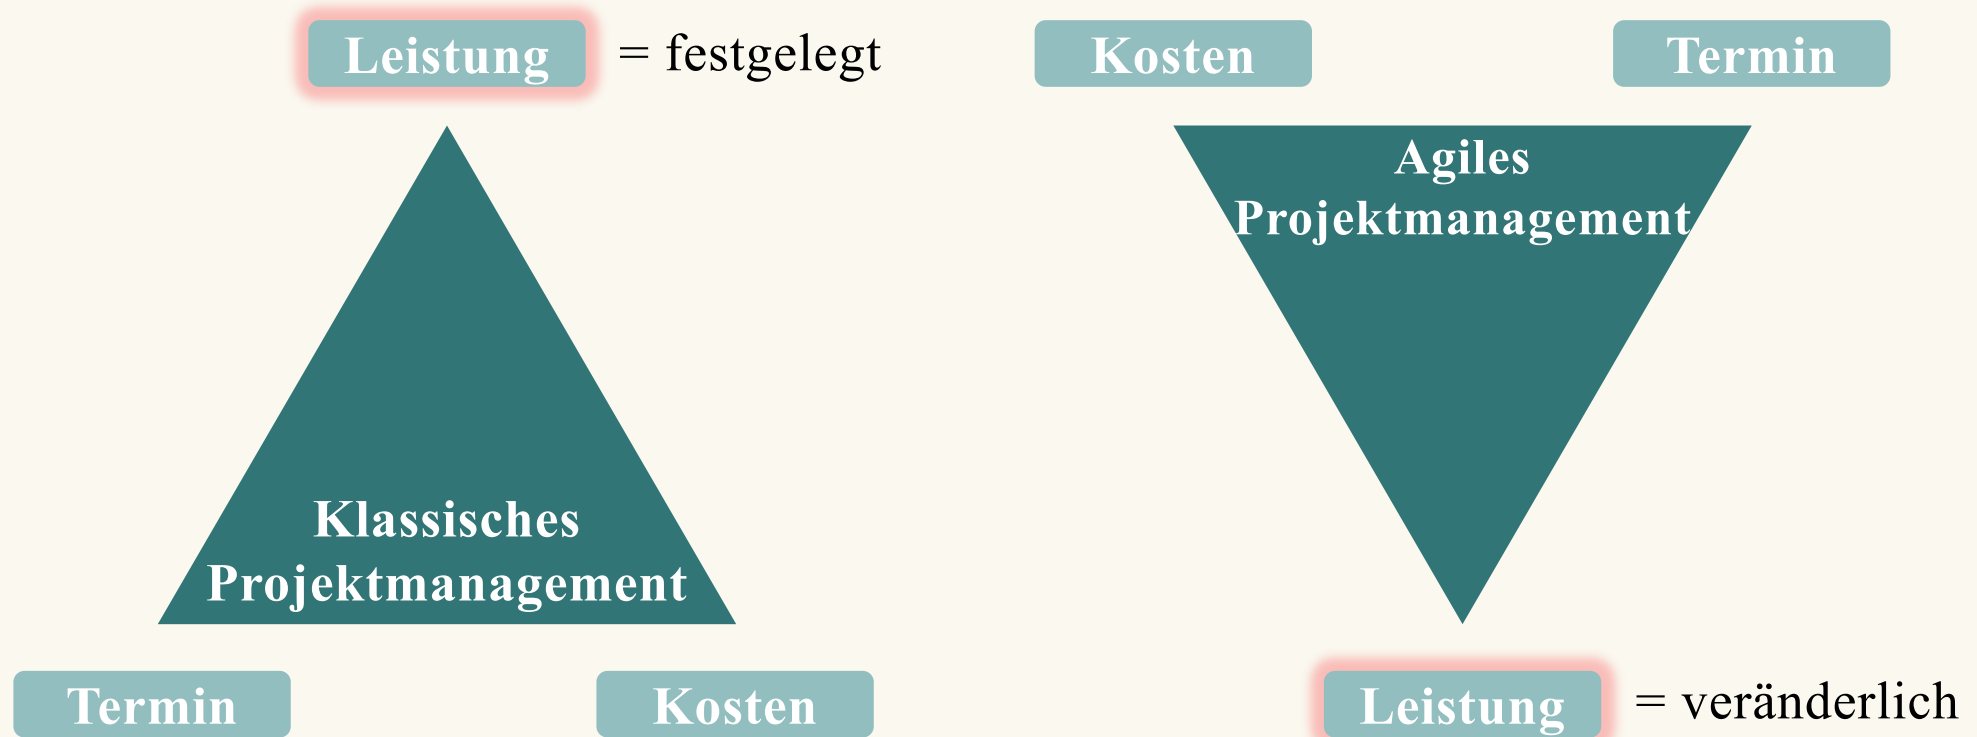 Leistung = festgelegt
Kosten
Termin
Agiles
Projektmanagement
Klassisches
Projektmanagement
Termin
Kosten
Leistung = veränderlich